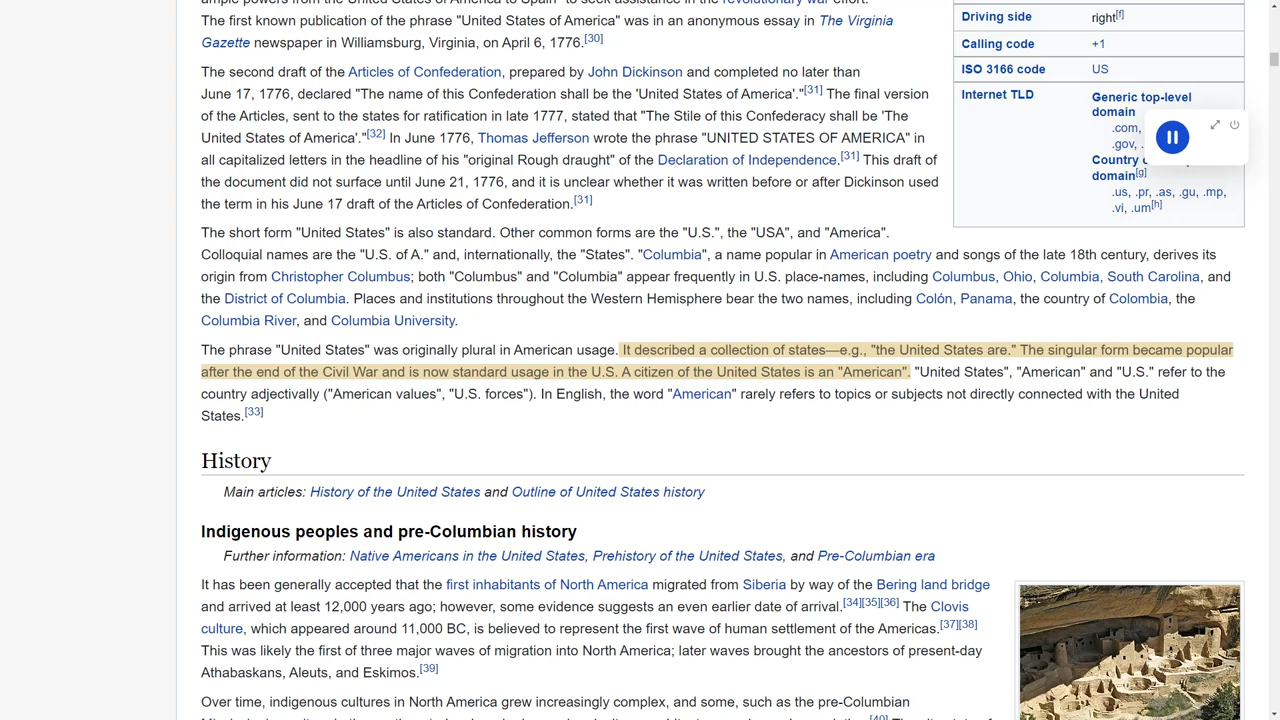 ample powers from the United States of America to Spain" to seek assistance in the revolutionary war effort.
The first known publication of the phrase "United States of America" was in an anonymous essay in The Virginia
Gazette newspaper in Williamsburg, Virginia, on April 6, 1776.[30]
The second draft of the Articles of Confederation, prepared by John Dickinson and completed no later than
June 17, 1776, declared "The name of this Confederation shall be the 'United States of America'."[31] The final version
of the Articles, sent to the states for ratification in late 1777, stated that "The Stile of this Confederacy shall be 'The
United States of America'."[32] In June 1776, Thomas Jefferson wrote the phrase "UNITED STATES OF AMERICA" in
all capitalized letters in the headline of his "original Rough draught" of the Declaration of Independence.[31] This draft of
the document did not surface until June 21, 1776, and it is unclear whether it was written before or after Dickinson used
the term in his June 17 draft of the Articles of Confederation.[31]
The short form "United States" is also standard. Other common forms are the "U.S.", the "USA", and "America".
Colloquial names are the "U.S. of A." and, internationally, the "States". "Columbia", a name popular in American poetry and songs of the late 18th century, derives its
origin from Christopher Columbus; both "Columbus" and "Columbia" appear frequently in U.S. place-names, including Columbus, Ohio, Columbia, South Carolina, and
the District of Columbia. Places and institutions throughout the Western Hemisphere bear the two names, including Colón, Panama, the country of Colombia, the
Columbia River, and Columbia University.
The phrase "United States" was originally plural in American usage. It described a collection of states—e.g., "the United States are." The singular form became popular
after the end of the Civil War and is now standard usage in the U.S. A citizen of the United States is an "American". "United States", "American" and "U.S." refer to the
country adjectivally ("American values", "U.S. forces"). In English, the word "American" rarely refers to topics or subjects not directly connected with the United
States.[33]
Driving side right[f]
Calling code +1
ISO 3166 code US
Internet TLD Generic top-level
domain
.com,
.gov, .
Country c
domain[g]
.us, .pr, .as, .gu, .mp,
.vi, .um[h]
History
Main articles: History of the United States and Outline of United States history
Indigenous peoples and pre-Columbian history
Further information: Native Americans in the United States, Prehistory of the United States, and Pre-Columbian era
It has been generally accepted that the first inhabitants of North America migrated from Siberia by way of the Bering land bridge
and arrived at least 12,000 years ago; however, some evidence suggests an even earlier date of arrival.[34][35][36] The Clovis
culture, which appeared around 11,000 BC, is believed to represent the first wave of human settlement of the Americas.[37][38]
This was likely the first of three major waves of migration into North America; later waves brought the ancestors of present-day
Athabaskans, Aleuts, and Eskimos.[39]
Over time, indigenous cultures in North America grew increasingly complex, and some, such as the pre-Columbian